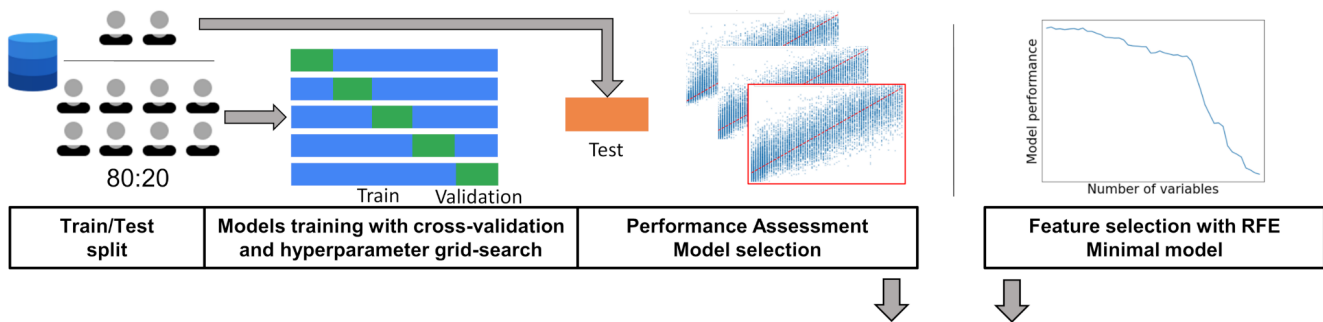 80:20
Train
Validation
Test
Model performance
Number of variables
Train/Test
split
Models training with cross-validation
and hyperparameter grid-search
Performance Assessment
Model selection
Feature selection with RFE
Minimal model